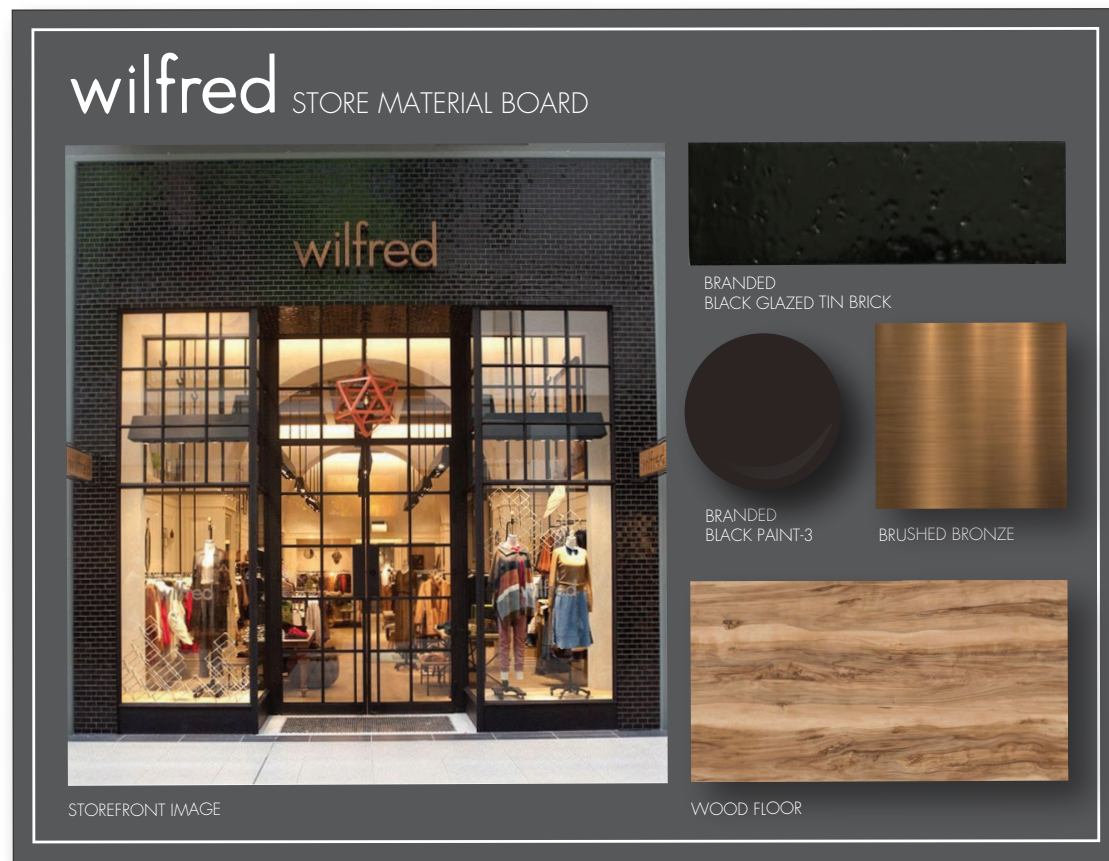 wilfred STORE MATERIAL BOARD
wilfred
BRANDED
BLACK GLAZED TIN BRICK
BRANDED
BLACK PAINT-3
BRUSHED BRONZE
STOREFRONT IMAGE
WOOD FLOOR